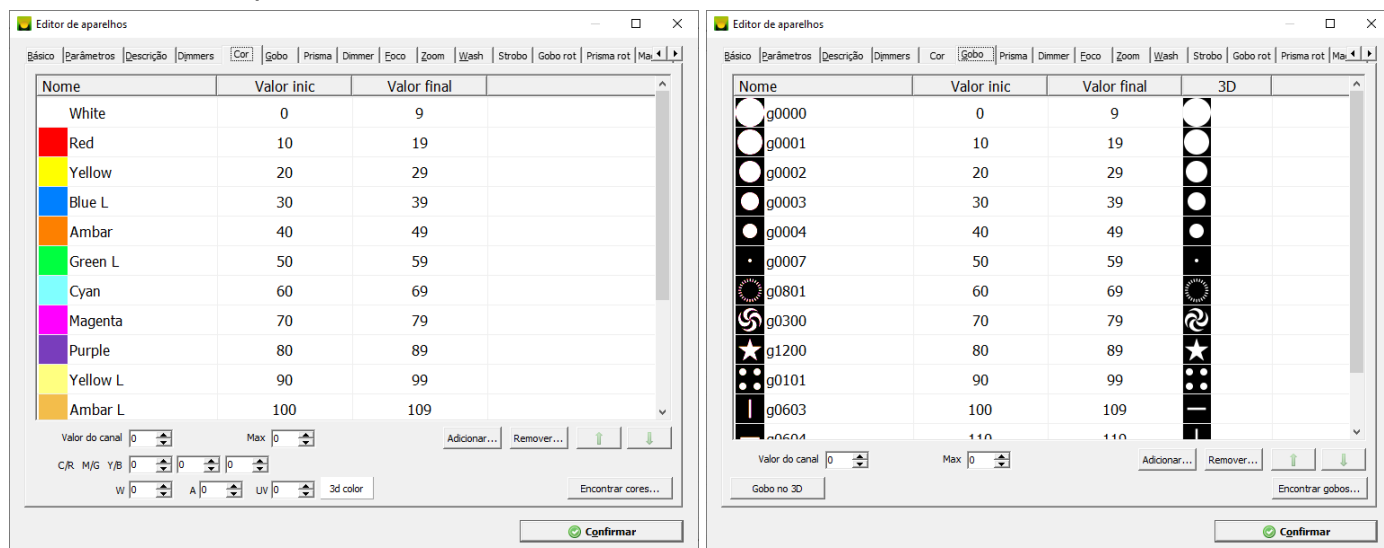 Editor de aparelhos
Básico Parâmetros Descrição Dimmers Cor Gobo Prisma Dimmer Foco Zoom Wash Strobo Gobo rot Prisma rot Ma
Nome Valor inic Valor final
White 0 9
Red 10 19
Yellow 20 29
Blue L 30 39
Ambar 40 49
Green L 50 59
Cyan 60 69
Magenta 70 79
Purple 80 89
Yellow L 90 99
Ambar L 100 109
Valor do canal 0 Max 0 Adicionar... Remover...
C/R M/G Y/B 0 0 0
W 0 A 0 UV 0 3d color Encontrar cores...
Confirmar
Editor de aparelhos
Básico Parâmetros Descrição Dimmers Cor Gobo Prisma Dimmer Foco Zoom Wash Strobo Gobo rot Prisma rot Ma
Nome Valor inic Valor final 3D
g0000 0 9
g0001 10 19
g0002 20 29
g0003 30 39
g0004 40 49
g0007 50 59
g0801 60 69
g0300 70 79
g1200 80 89
g0101 90 99
g0603 100 109
g0604 110 119
Valor do canal 0 Max 0 Adicionar... Remover...
Gobo no 3D Encontrar gobos...
Confirmar